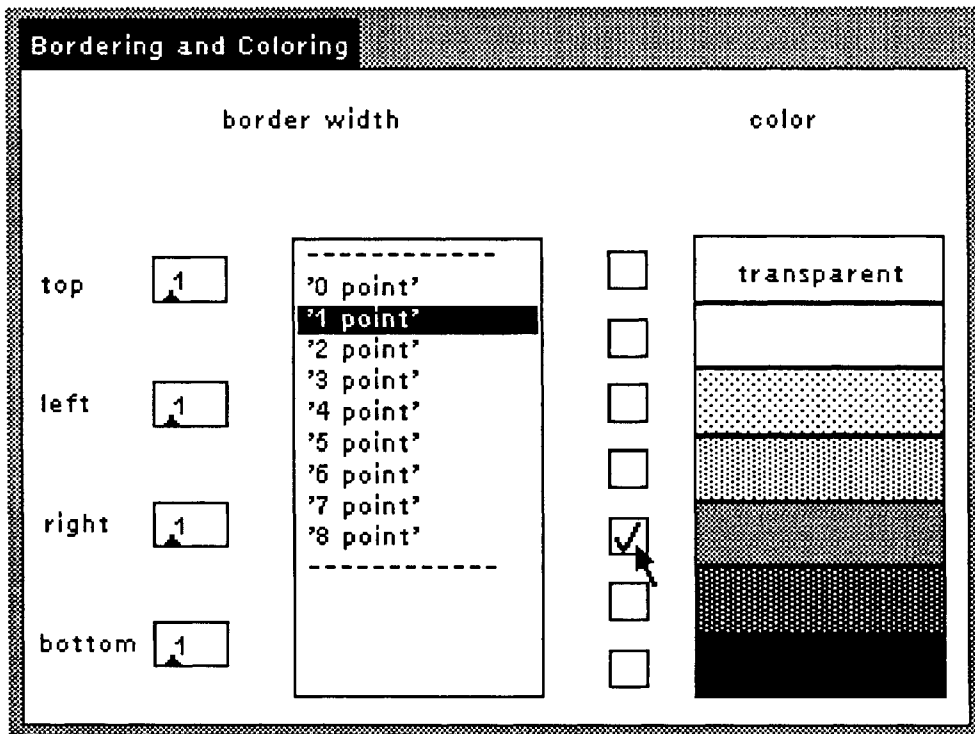 Bordering and Coloring
border width
color
top
1
left
1
right
1
bottom
1
------------
'0 point'
'1 point'
'2 point'
'3 point'
'4 point'
'5 point'
'6 point'
'7 point'
'8 point'
------------
transparent